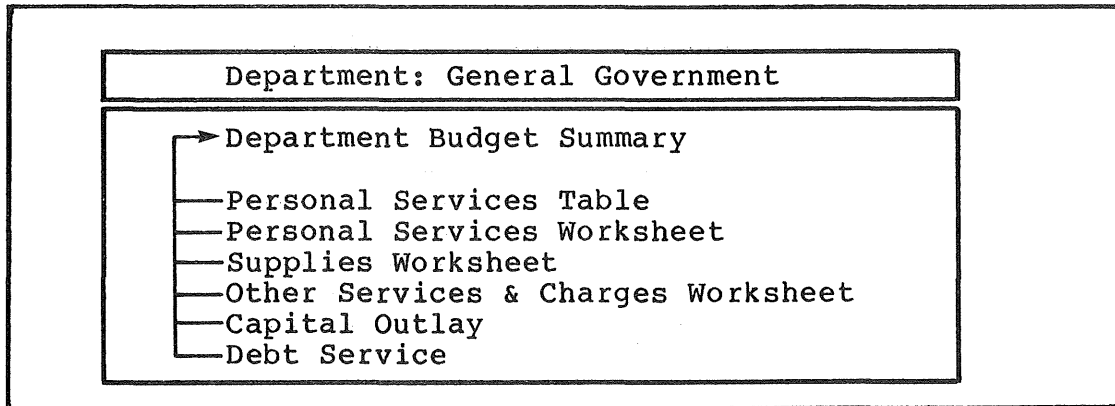 Department: General Government
Department Budget Summary
Personal Services Table
Personal Services Worksheet
Supplies Worksheet
Other Services & Charges Worksheet
Capital Outlay
Debt Service